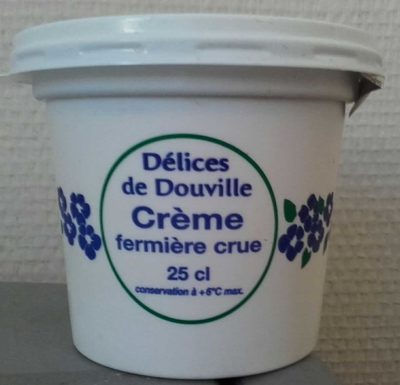 Délices
de Douville
Crème
fermière crue
25 cl
conservation à +6°C max.